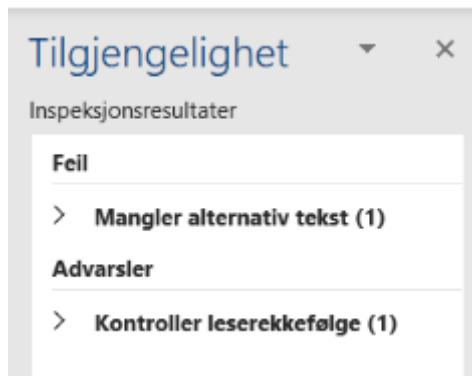 Tilgjengelighet
Inspeksjonsresultater
Feil
Mangler alternativ tekst (1)
Advarsler
Kontroller leserekkefølge (1)